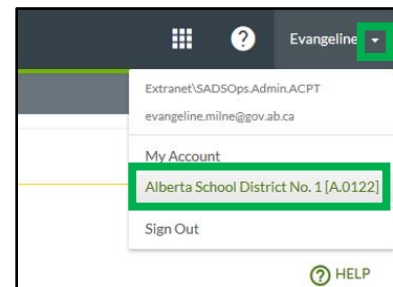 Evangeline
Extranet\SADSOps.Admin.ACPT
evangeline.milne@gov.ab.ca
My Account
Alberta School District No. 1 [A.0122]
Sign Out
? HELP